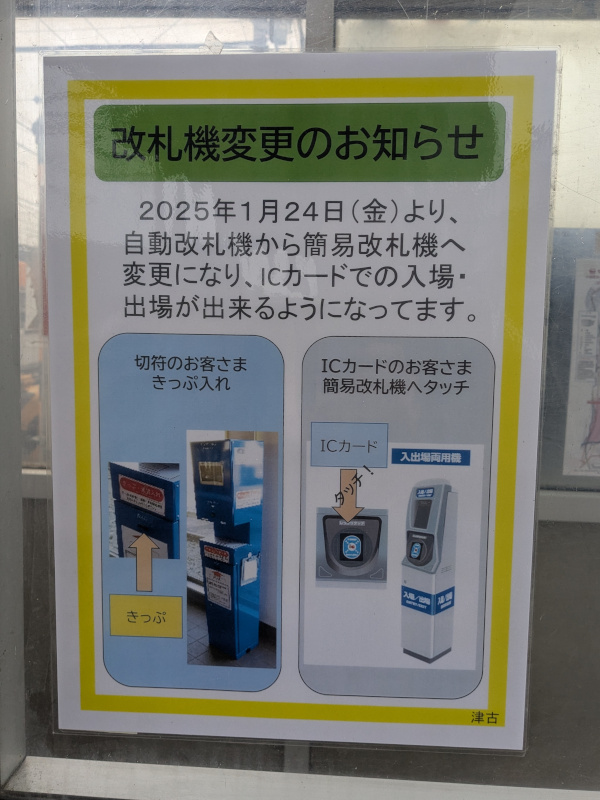 改札機変更のお知らせ
2025年1月24日(金)より、
自動改札機から簡易改札機へ
変更になり、ICカードでの入場・
出場が出来るようになってます。
切符のお客さま
きっぷ入れ
きっぷ
ICカードのお客さま
簡易改札機へタッチ
ICカード
タッチ!
入出場両用機
入場/出場
津古